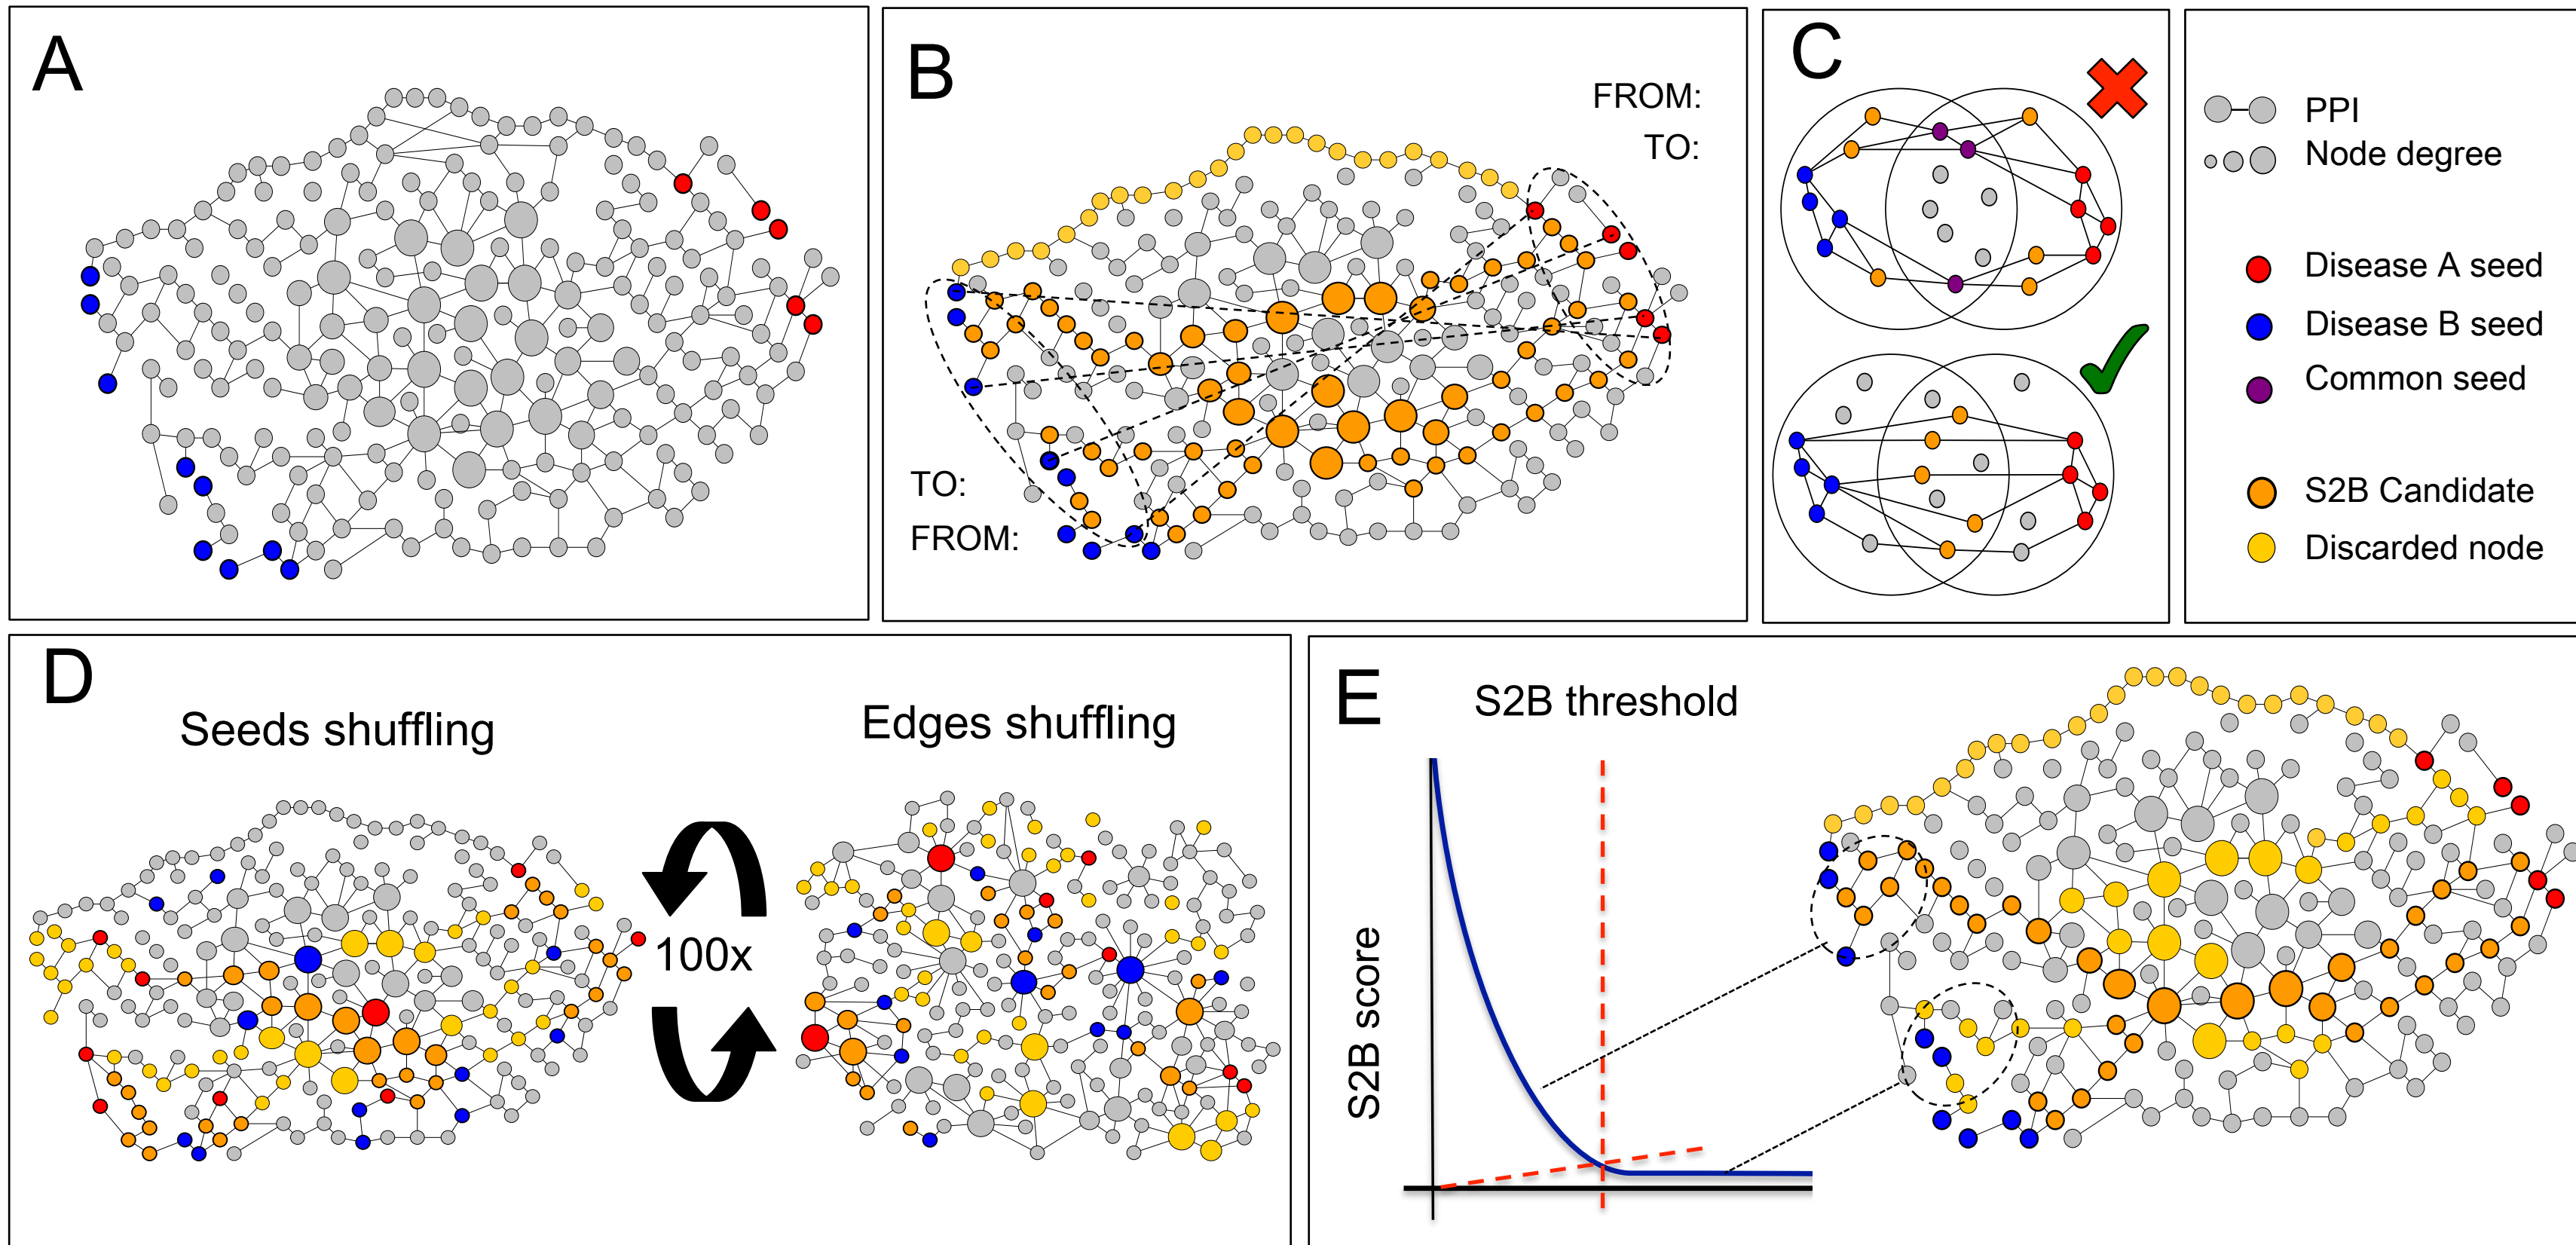 A
B
FROM:
TO:
TO:
FROM:
C
PPI
Node degree
Disease A seed
Disease B seed
Common seed
S2B Candidate
Discarded node
D
Seeds shuffling
Edges shuffling
100x
E
S2B threshold
S2B score